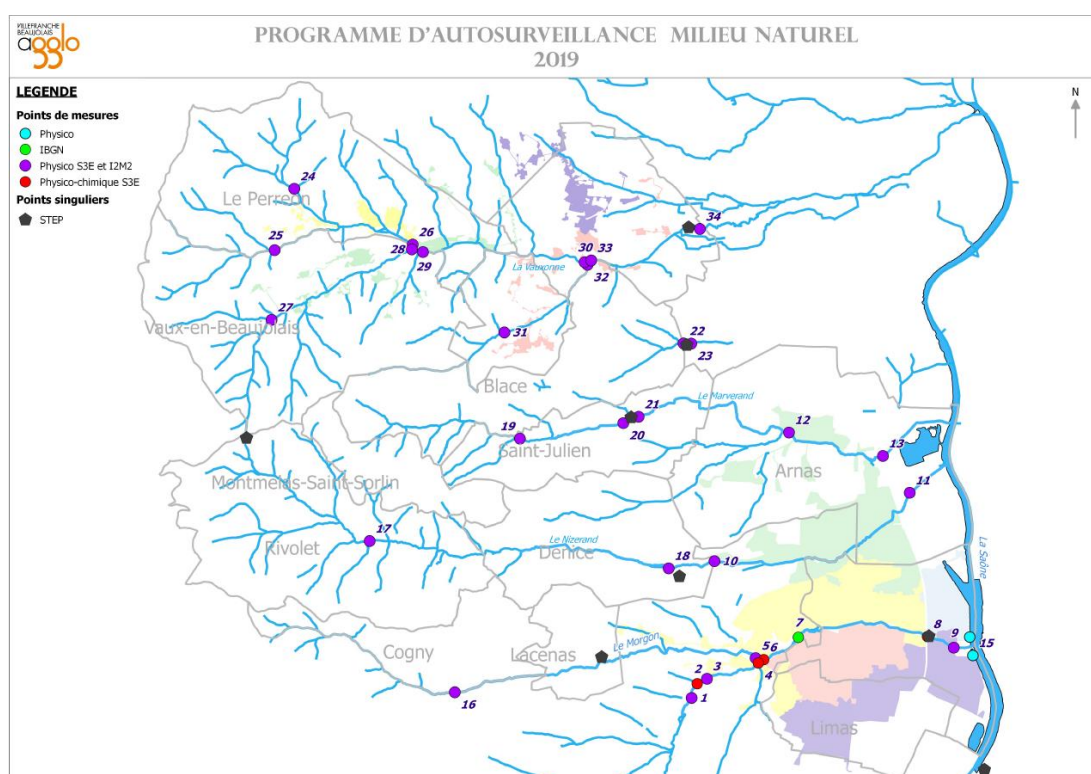 VILLEFRANCHE
BEAUJOLAIS
agglo
PROGRAMME D'AUTOSURVEILLANCE MILIEU NATUREL
2019
LEGENDE
Points de mesures
Physico
IBGN
Physico S3E et I2M2
Physico-chimique S3E
Points singuliers
STEP
N
24
Le Perréon
25
26
28
29
La Vauxonne
30
33
32
34
27
Vaux-en-Beaujolais
31
22
23
Blacé
Le Marverand
21
20
19
Saint-Julien
12
Arnas
13
11
Montmelas-Saint-Sorlin
17
Rivolet
Le Nizerand
Denicé
18
10
La Saône
Le Morgon
7
8
9
15
Cogny
Lacenas
16
2
3
1
5
6
4
Limas